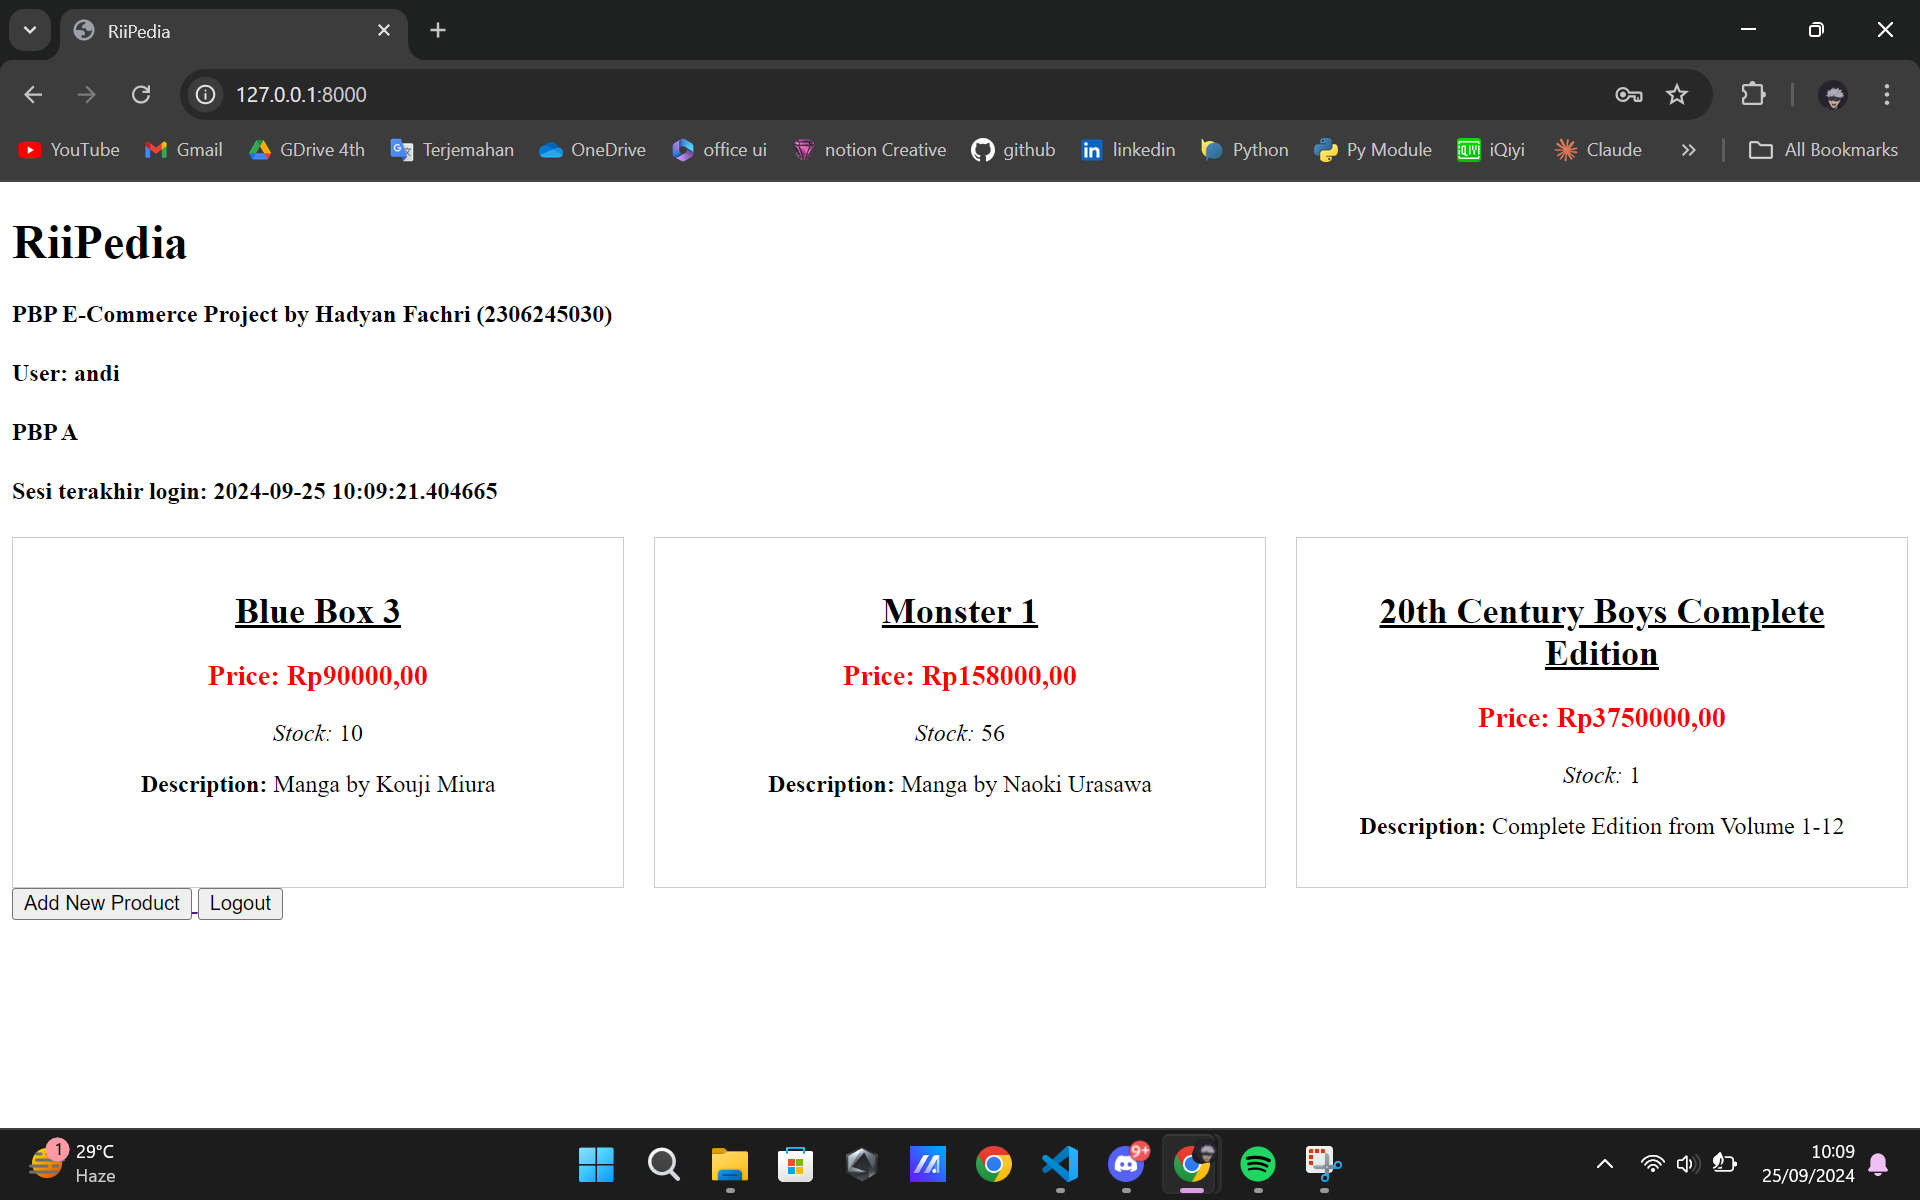 RiiPedia
127.0.0.1:8000
YouTube Gmail GDrive 4th Terjemahan OneDrive office ui notion Creative github linkedin Python Py Module iQiyi Claude All Bookmarks
RiiPedia
PBP E-Commerce Project by Hadyan Fachri (2306245030)
User: andi
PBP A
Sesi terakhir login: 2024-09-25 10:09:21.404665
Blue Box 3
Price: Rp90000,00
Stock: 10
Description: Manga by Kouji Miura
Monster 1
Price: Rp158000,00
Stock: 56
Description: Manga by Naoki Urasawa
20th Century Boys Complete
Edition
Price: Rp3750000,00
Stock: 1
Description: Complete Edition from Volume 1-12
Add New Product Logout
1
29°C
Haze
9+
10:09
25/09/2024